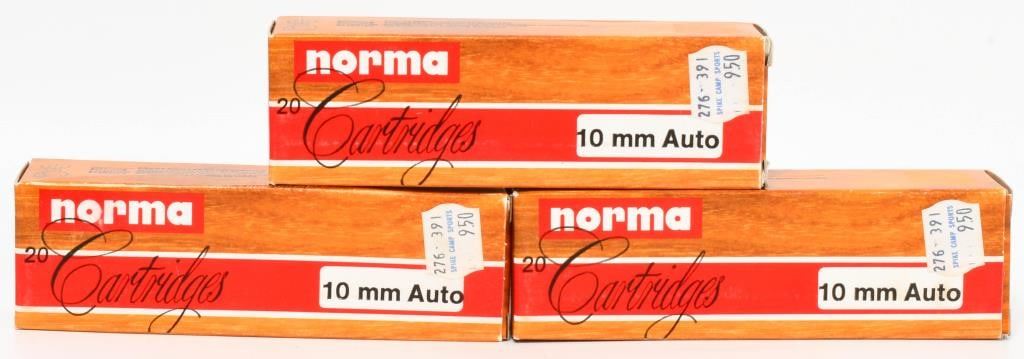 norma
276-391
SPIKE CAMP SPORTS
950
20 Cartridges
10 mm Auto
norma
276-391
SPIKE CAMP SPORTS
950
20 Cartridges
10 mm Auto
norma
276-391
SPIKE CAMP SPORTS
950
20 Cartridges
10 mm Auto